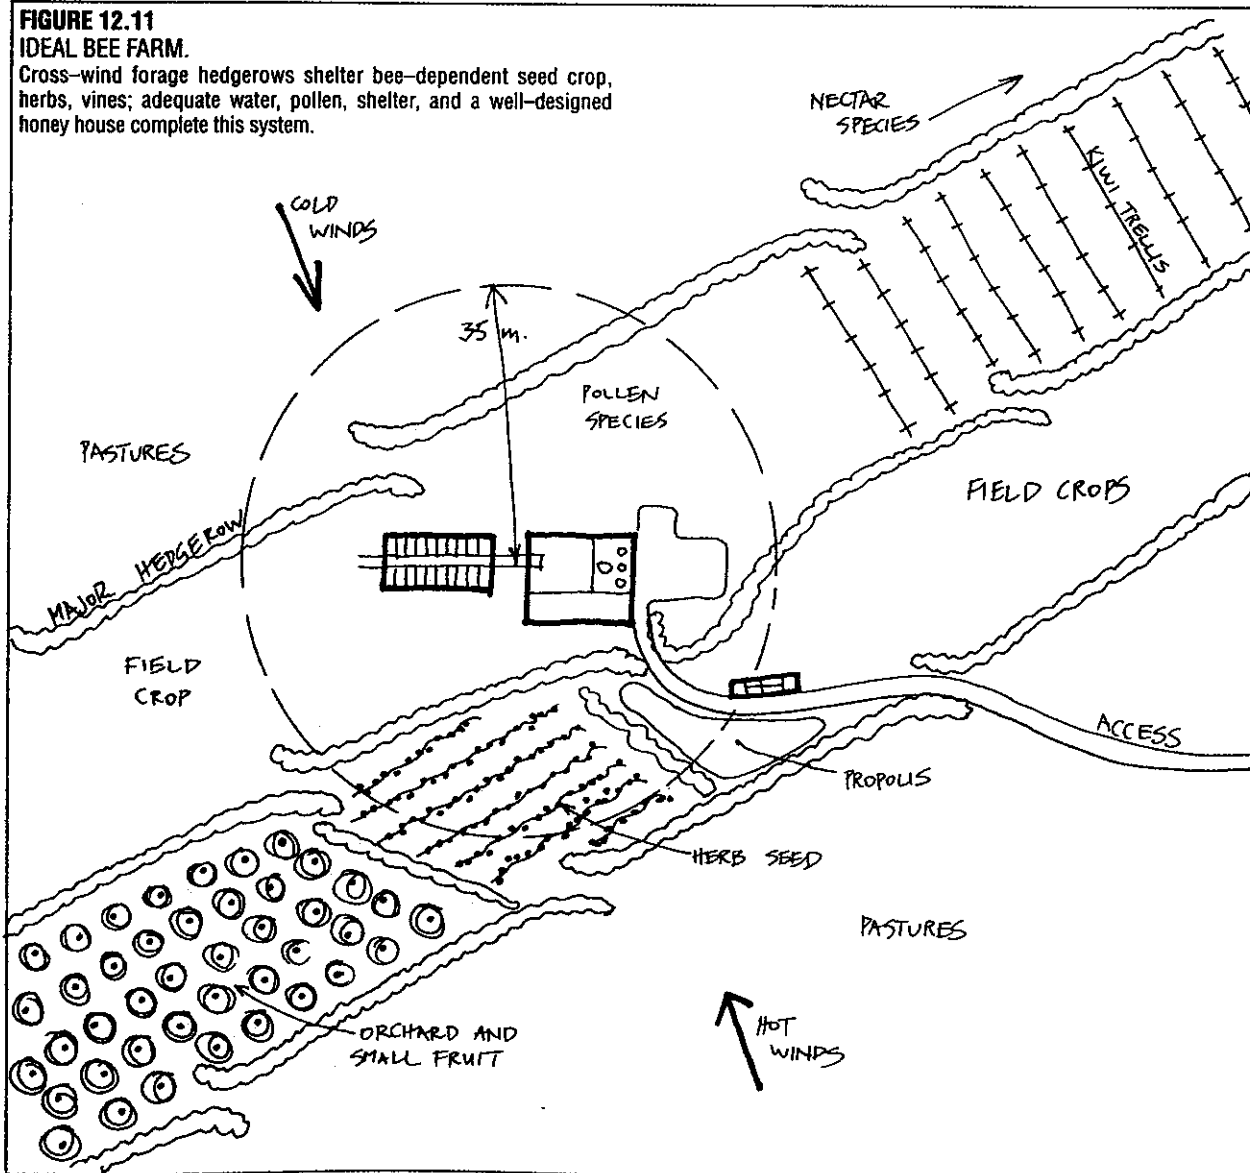 FIGURE 12.11
IDEAL BEE FARM.
Cross–wind forage hedgerows shelter bee–dependent seed crop,
herbs, vines; adequate water, pollen, shelter, and a well–designed
honey house complete this system.
NECTAR
SPECIES
COLD
WINDS
KIWI TRELLIS
35 m.
POLLEN
SPECIES
PASTURES
FIELD CROPS
MAJOR HEDGEROW
FIELD
CROP
ACCESS
PROPOLIS
HERB SEED
PASTURES
ORCHARD AND
SMALL FRUIT
HOT
WINDS